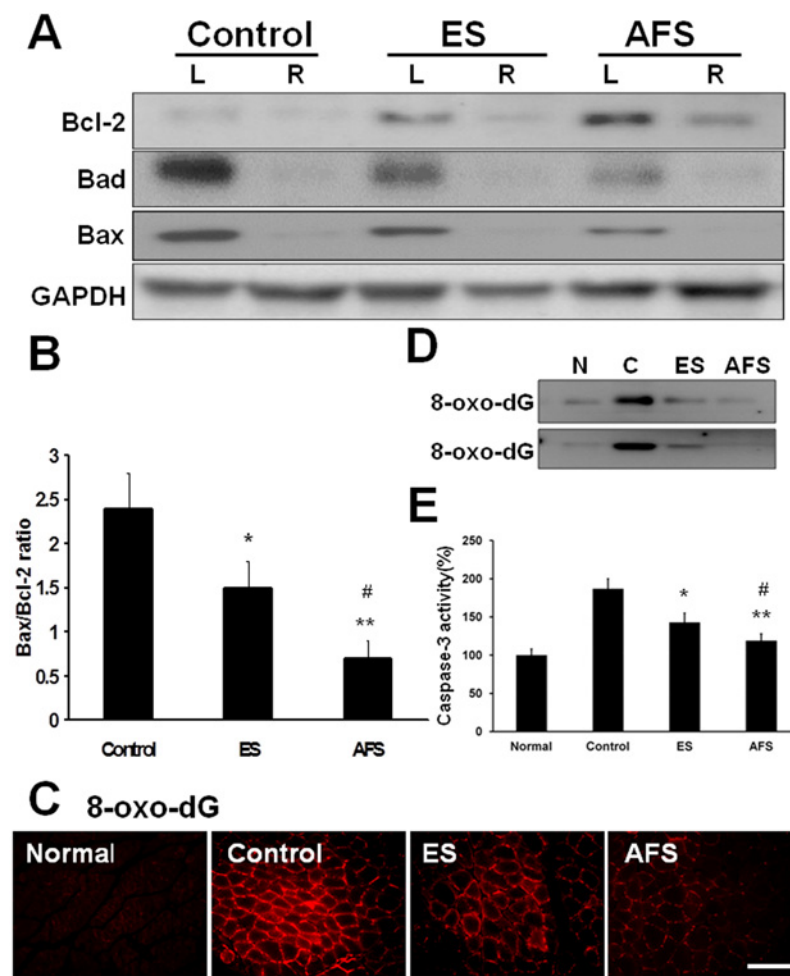 A
Control ES AFS
L R L R L R
Bcl-2
Bad
Bax
GAPDH
B
Bax/Bcl-2 ratio
3
2.5
2
1.5
1
0.5
0
*
#
**
Control ES AFS
D
N C ES AFS
8-oxo-dG
8-oxo-dG
E
Caspase-3 activity(%)
250
200
150
100
50
0
*
#
**
Normal Control ES AFS
C 8-oxo-dG
Normal Control ES AFS